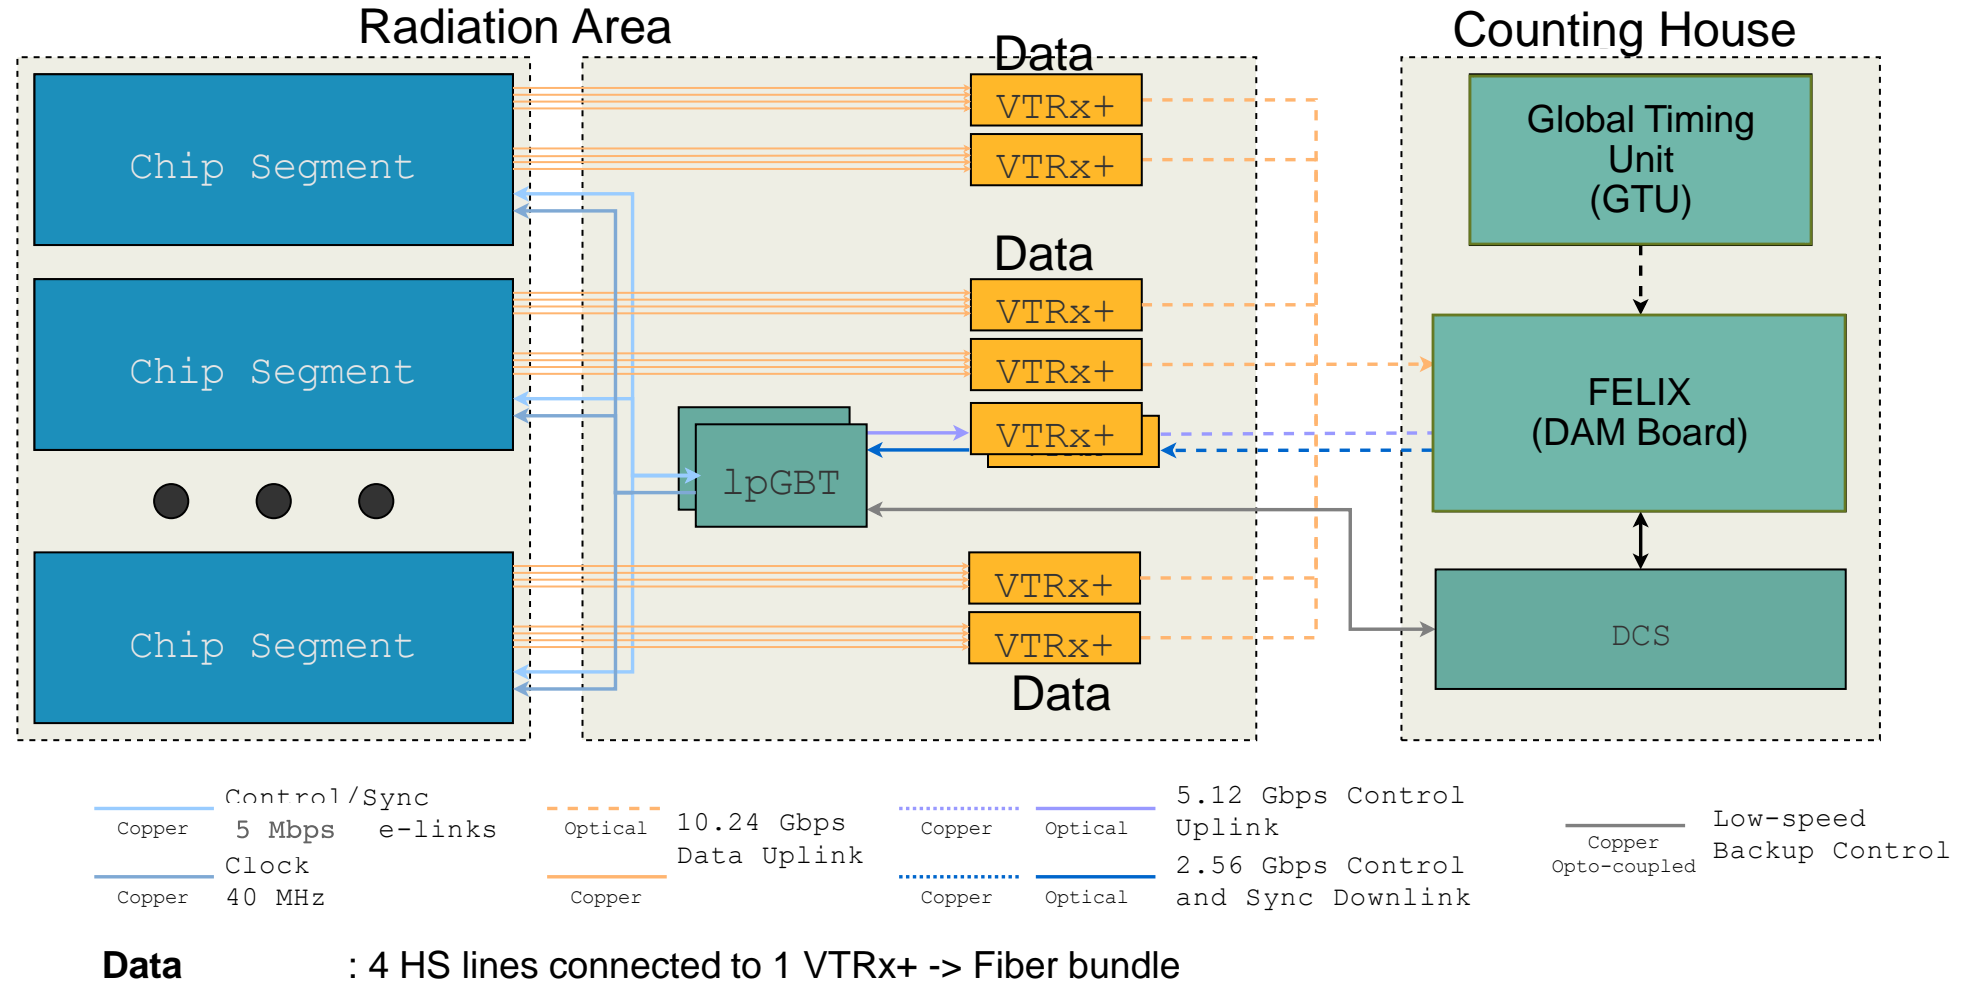 Radiation Area
Counting House
Data
VTRx+
VTRx+
Chip Segment
Global Timing
Unit
(GTU)
Data
VTRx+
VTRx+
Chip Segment
VTRx+
lpGBT
FELIX
(DAM Board)
VTRx+
VTRx+
Chip Segment
Data
DCS
Control/Sync
Copper
5 Mbps e-links
Clock
Copper
40 MHz
Optical
10.24 Gbps
Data Uplink
Copper
Copper
Optical
5.12 Gbps Control
Uplink
Copper
Optical
2.56 Gbps Control
and Sync Downlink
Copper
Opto-coupled
Low-speed
Backup Control
Data : 4 HS lines connected to 1 VTRx+ -> Fiber bundle